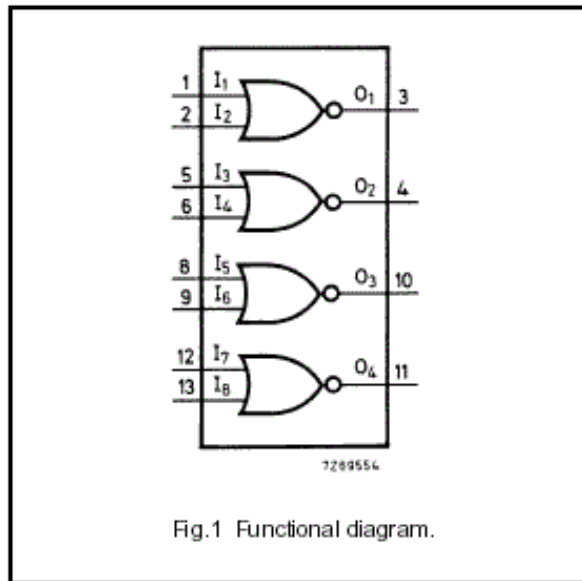 1 I1 O1 3
2 I2
5 I3 O2 4
6 I4
8 I5 O3 10
9 I6
12 I7 O4 11
13 I8
7Z69554
Fig.1 Functional diagram.